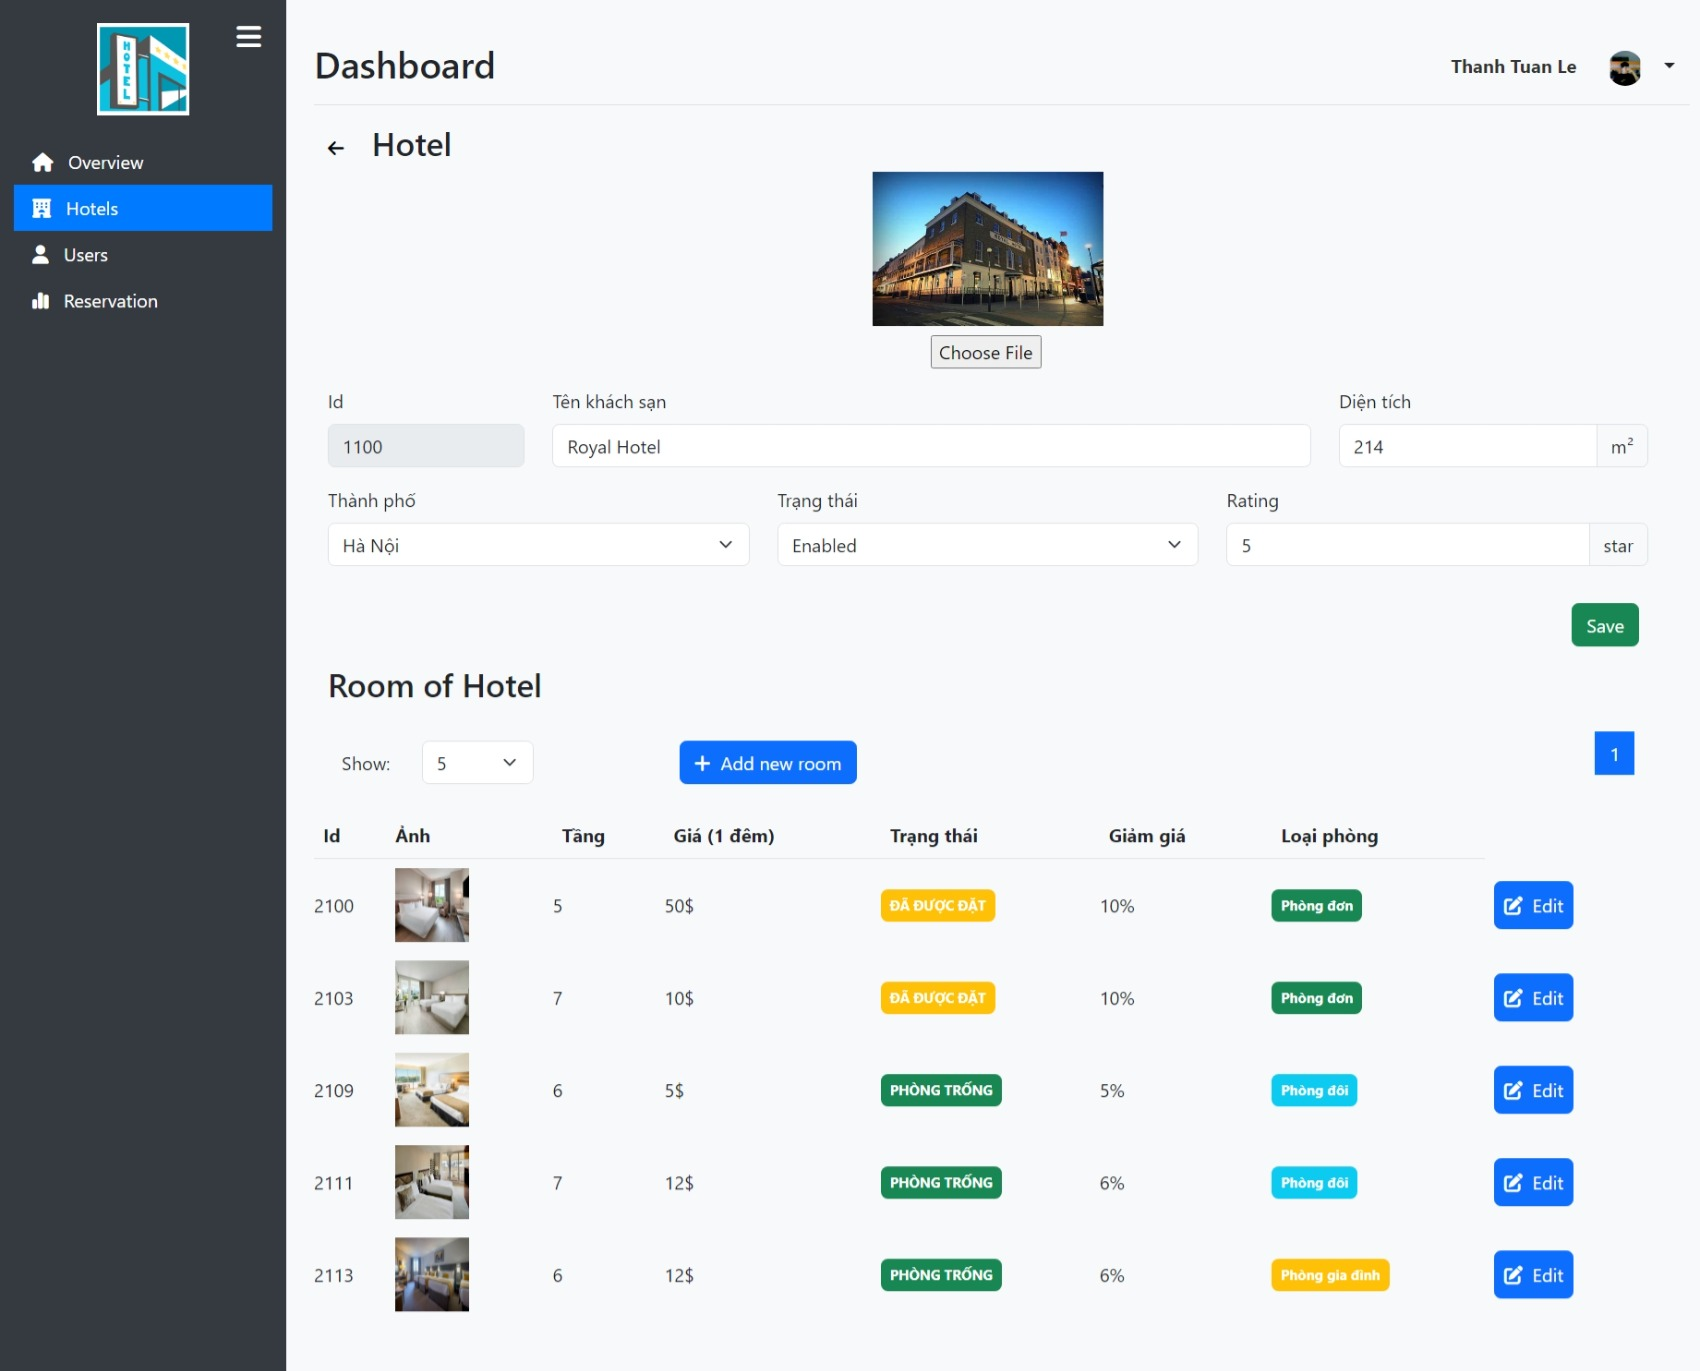 HOTEL
Dashboard
Thanh Tuan Le
Overview
Hotels
Users
Reservation
Hotel
Choose File
Id
Tên khách sạn
Diện tích
1100
Royal Hotel
214
m²
Thành phố
Trạng thái
Rating
Hà Nội
Enabled
5
star
Save
Room of Hotel
Show:
5
Add new room
1
Id Ảnh Tầng Giá (1 đêm) Trạng thái Giảm giá Loại phòng
2100 5 50$ ĐÃ ĐƯỢC ĐẶT 10% Phòng đơn Edit
2103 7 10$ ĐÃ ĐƯỢC ĐẶT 10% Phòng đơn Edit
2109 6 5$ PHÒNG TRỐNG 5% Phòng đôi Edit
2111 7 12$ PHÒNG TRỐNG 6% Phòng đôi Edit
2113 6 12$ PHÒNG TRỐNG 6% Phòng gia đình Edit